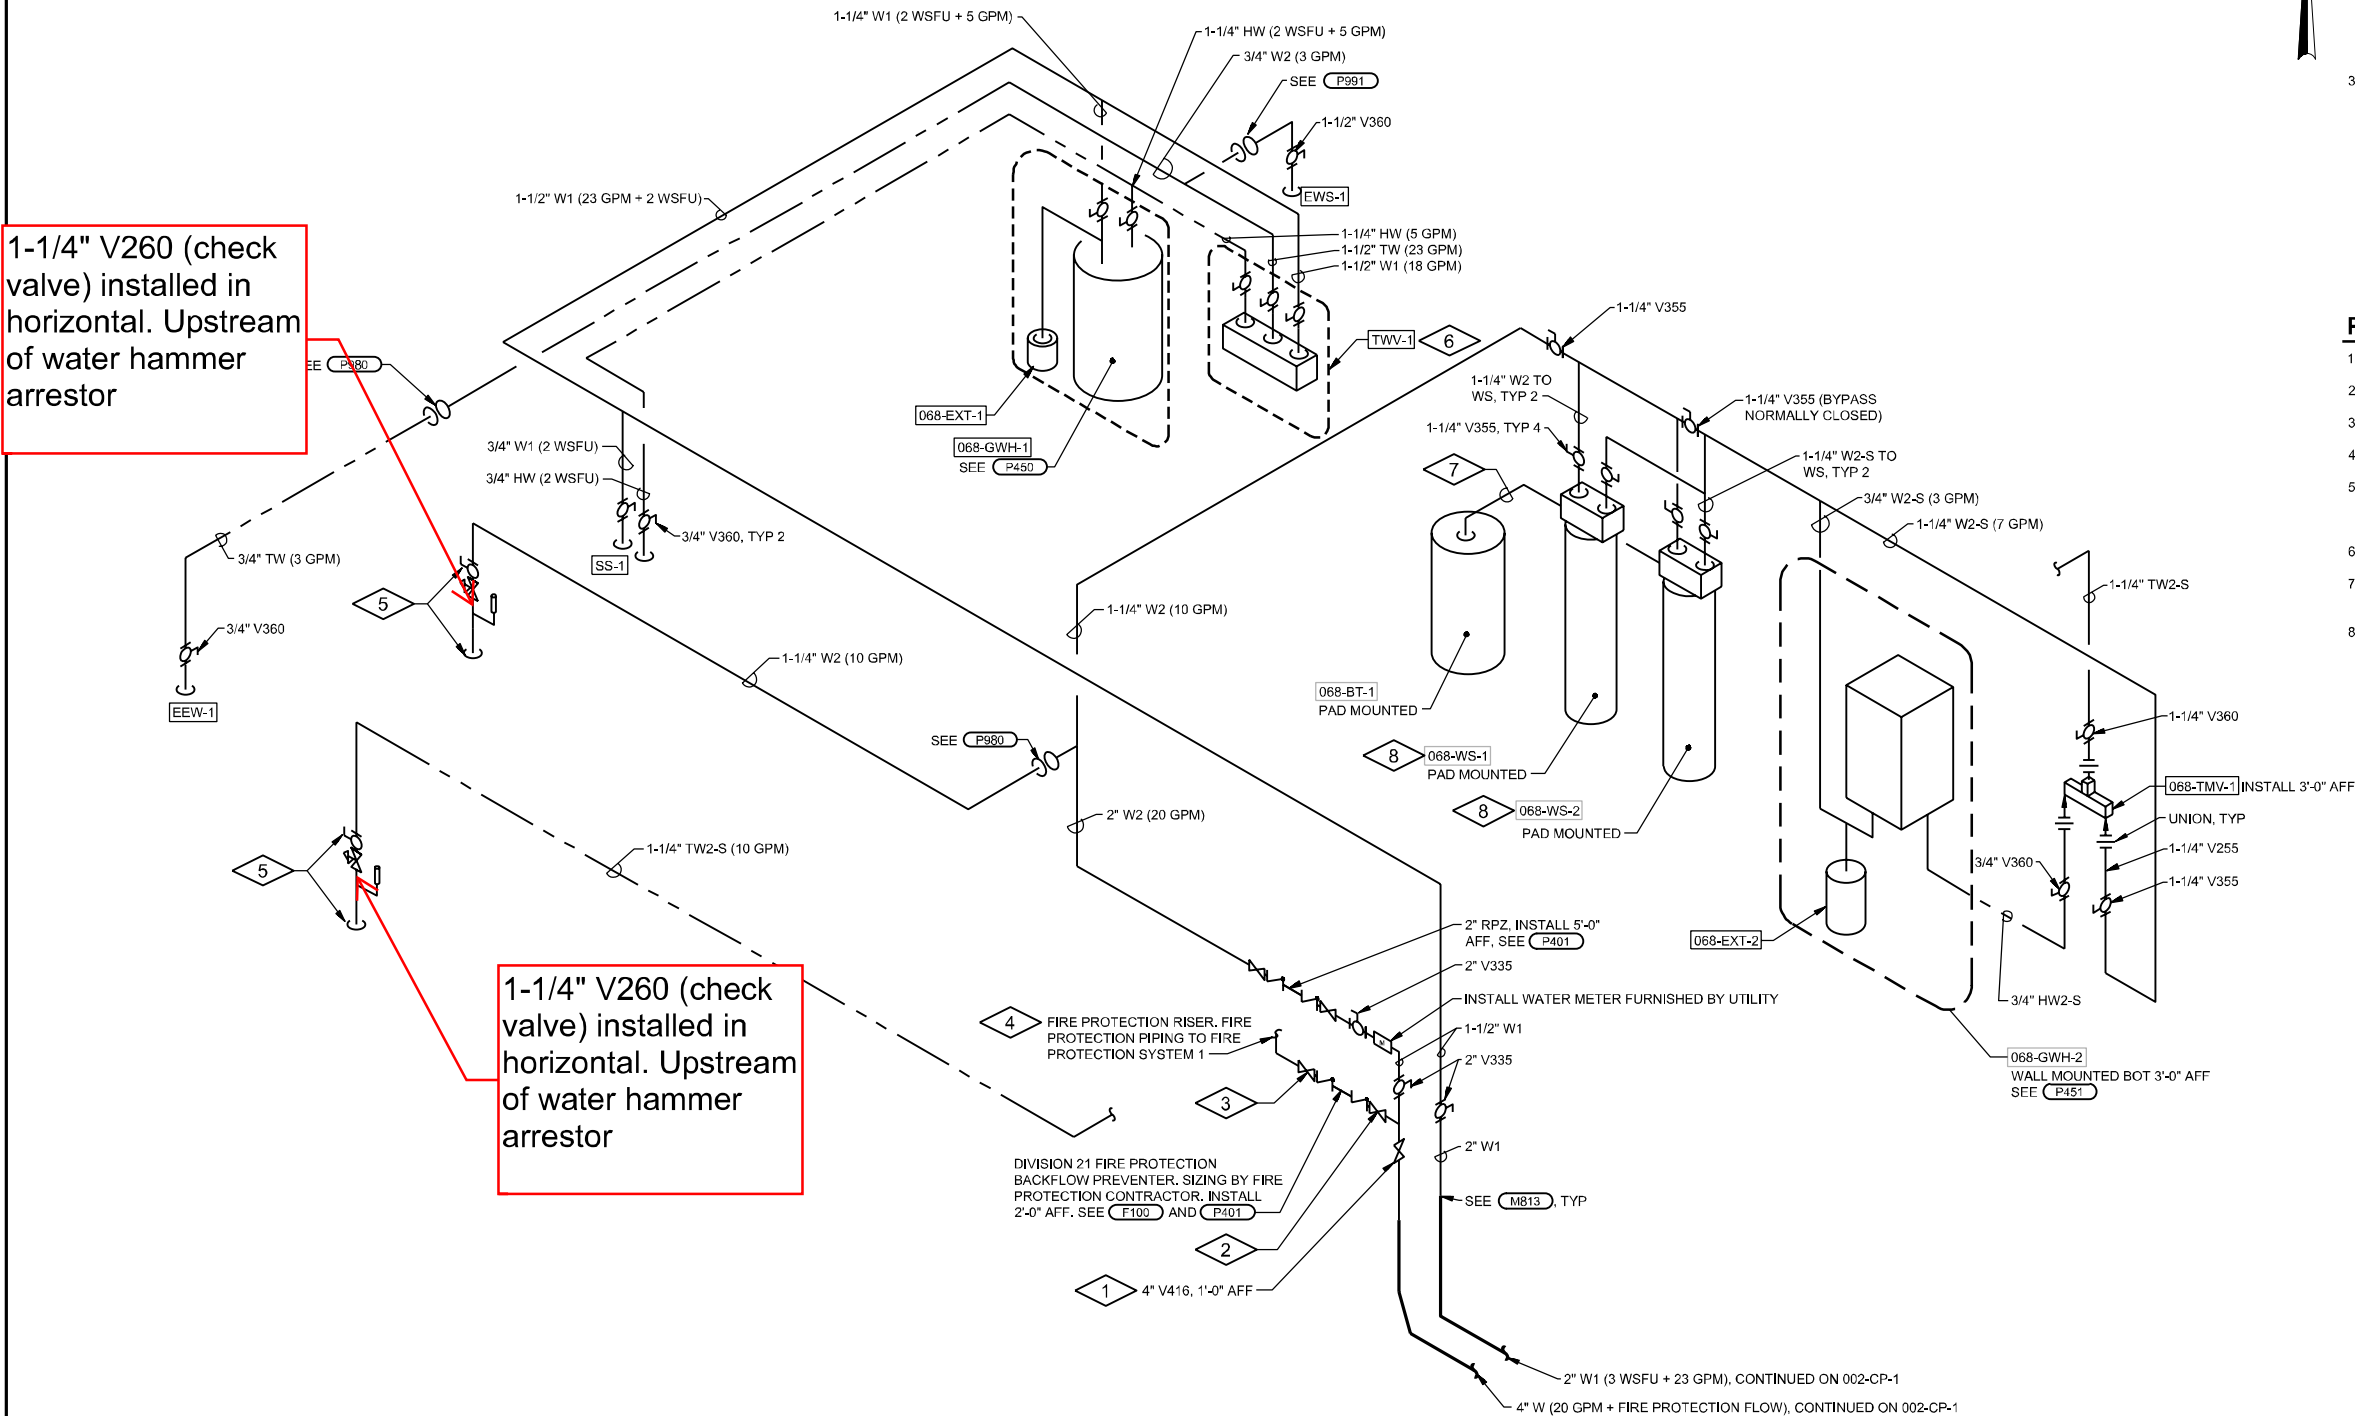 1-1/4" W1 (2 WSFU + 5 GPM)
1-1/4" HW (2 WSFU + 5 GPM)
3/4" W2 (3 GPM)
SEE P991
1-1/2" V360
EWS-1
1-1/2" W1 (23 GPM + 2 WSFU)
1-1/4" V260 (check
valve) installed in
horizontal. Upstream
of water hammer
arrestor
EE P980
1-1/4" HW (5 GPM)
1-1/2" TW (23 GPM)
1-1/2" W1 (18 GPM)
TWV-1
6
068-EXT-1
068-GWH-1
SEE P450
3/4" W1 (2 WSFU)
3/4" HW (2 WSFU)
3/4" V360, TYP 2
SS-1
3/4" TW (3 GPM)
3/4" V360
EEW-1
5
1-1/4" V355
1-1/4" W2 TO
WS, TYP 2
1-1/4" V355 (BYPASS
NORMALLY CLOSED)
1-1/4" V355, TYP 4
1-1/4" W2-S TO
WS, TYP 2
7
3/4" W2-S (3 GPM)
1-1/4" W2-S (7 GPM)
1-1/4" TW2-S
1-1/4" W2 (10 GPM)
1-1/4" W2 (10 GPM)
068-BT-1
PAD MOUNTED
8
068-WS-1
PAD MOUNTED
8
068-WS-2
PAD MOUNTED
SEE P980
2" W2 (20 GPM)
1-1/4" V360
068-TMV-1 INSTALL 3'-0" AFF
UNION, TYP
1-1/4" V255
3/4" V360
1-1/4" V355
068-EXT-2
3/4" HW2-S
068-GWH-2
WALL MOUNTED BOT 3'-0" AFF
SEE P451
5
1-1/4" TW2-S (10 GPM)
1-1/4" V260 (check
valve) installed in
horizontal. Upstream
of water hammer
arrestor
2" RPZ, INSTALL 5'-0"
AFF, SEE P401
2" V335
INSTALL WATER METER FURNISHED BY UTILITY
M
1-1/2" W1
2" V335
4
FIRE PROTECTION RISER. FIRE
PROTECTION PIPING TO FIRE
PROTECTION SYSTEM 1
3
2" W1
DIVISION 21 FIRE PROTECTION
BACKFLOW PREVENTER. SIZING BY FIRE
PROTECTION CONTRACTOR. INSTALL
2'-0" AFF. SEE F100 AND P401
SEE M813, TYP
2
1
4" V416, 1'-0" AFF
2" W1 (3 WSFU + 23 GPM), CONTINUED ON 002-CP-1
4" W (20 GPM + FIRE PROTECTION FLOW), CONTINUED ON 002-CP-1
3
1
2
3
4
5
6
7
8